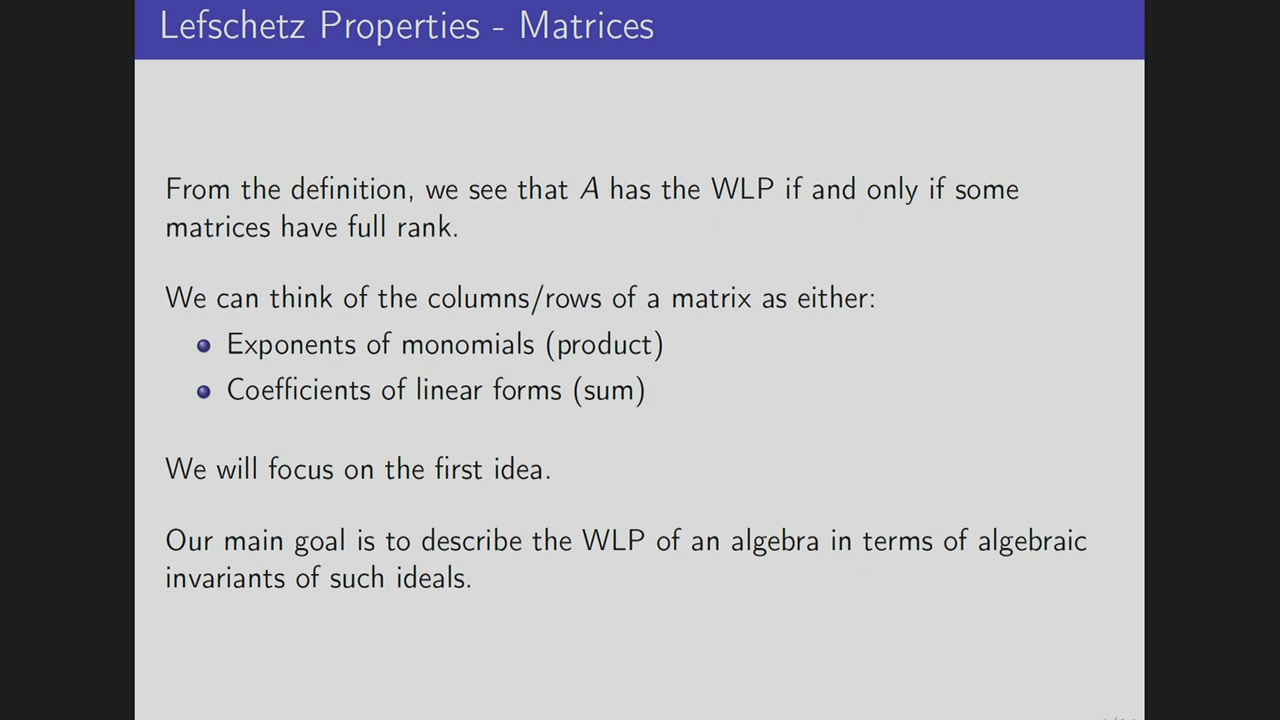 Lefschetz Properties - Matrices
From the definition, we see that A has the WLP if and only if some
matrices have full rank.
We can think of the columns/rows of a matrix as either:
Exponents of monomials (product)
Coefficients of linear forms (sum)
We will focus on the first idea.
Our main goal is to describe the WLP of an algebra in terms of algebraic
invariants of such ideals.